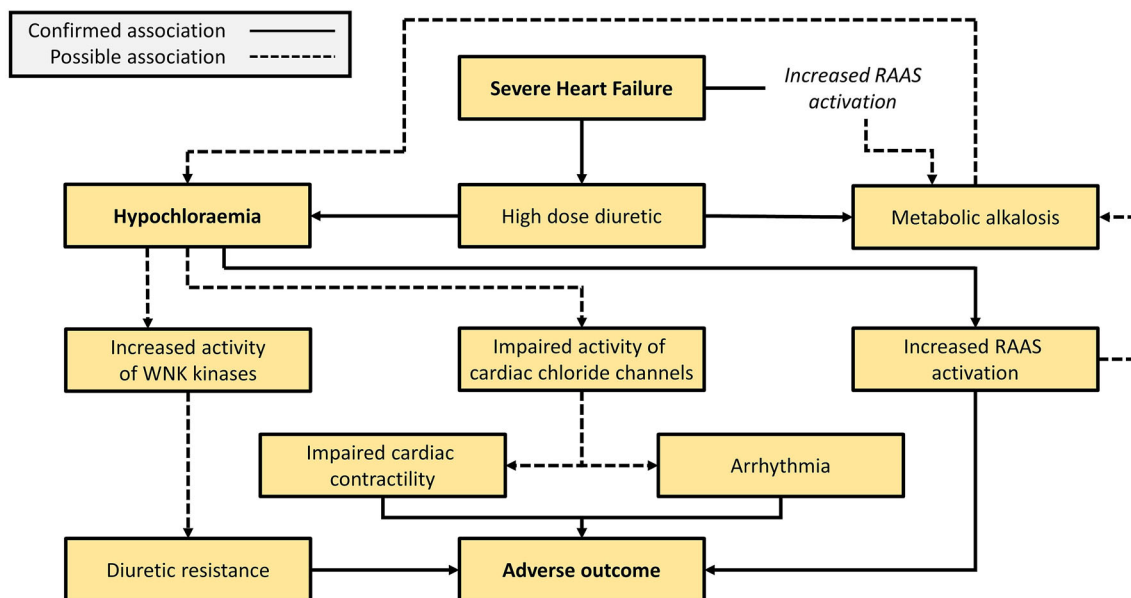 Confirmed association
Possible association
Severe Heart Failure
Increased RAAS
activation
Hypochloraemia
High dose diuretic
Metabolic alkalosis
Increased activity
of WNK kinases
Impaired activity of
cardiac chloride channels
Increased RAAS
activation
Impaired cardiac
contractility
Arrhythmia
Diuretic resistance
Adverse outcome